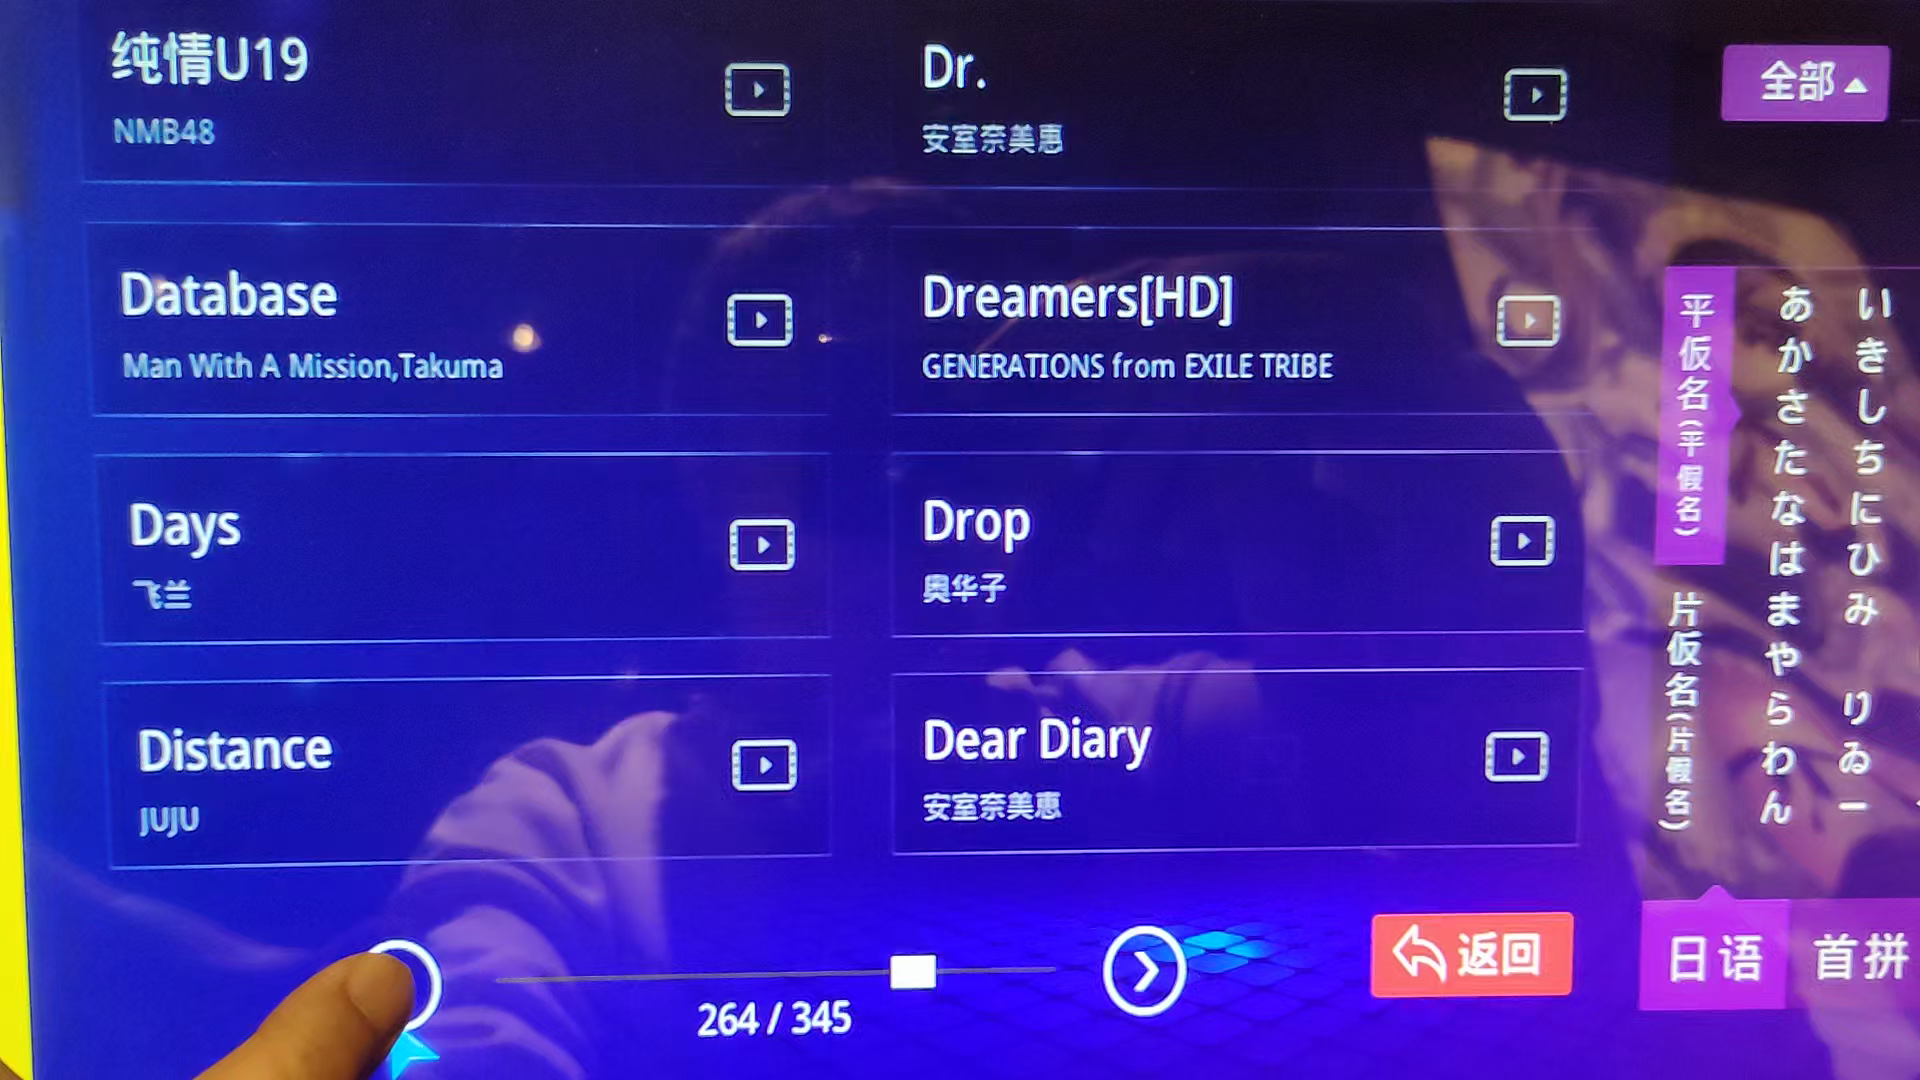 纯情U19
NMB48
Dr.
安室奈美惠
全部
Database
Man With A Mission,Takuma
Dreamers[HD]
GENERATIONS from EXILE TRIBE
Days
飞兰
Drop
奥华子
Distance
JUJU
Dear Diary
安室奈美惠
平仮名(平假名)
片仮名(片假名)
あ い
か き
さ し
た ち
な に
は ひ
ま み
や
ら り
わ ゐ
ん ー
264 / 345
返回
日语
首拼